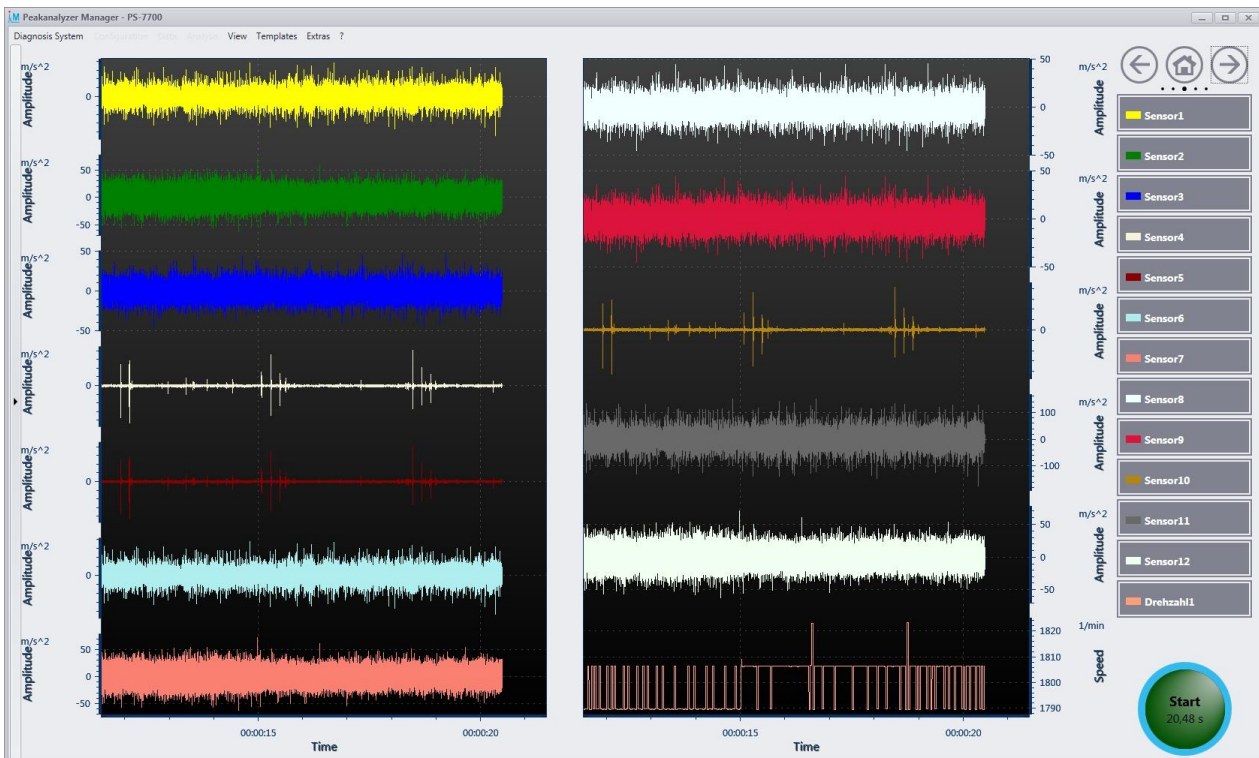 Peakanalyzer Manager - PS-7700
Diagnosis System Configuration Data Analysis View Templates Extras ?
m/s^2
Amplitude
0
m/s^2
Amplitude
50
0
-50
m/s^2
Amplitude
50
0
-50
m/s^2
Amplitude
0
m/s^2
Amplitude
0
m/s^2
Amplitude
0
m/s^2
Amplitude
50
0
-50
00:00:15
00:00:20
Time
50
0
-50
m/s^2
Amplitude
50
0
-50
m/s^2
Amplitude
0
m/s^2
Amplitude
100
0
-100
m/s^2
Amplitude
50
0
-50
m/s^2
Amplitude
1820
1810
1800
1790
1/min
Speed
00:00:15
00:00:20
Time
Sensor1
Sensor2
Sensor3
Sensor4
Sensor5
Sensor6
Sensor7
Sensor8
Sensor9
Sensor10
Sensor11
Sensor12
Drehzahl1
Start
20,48 s